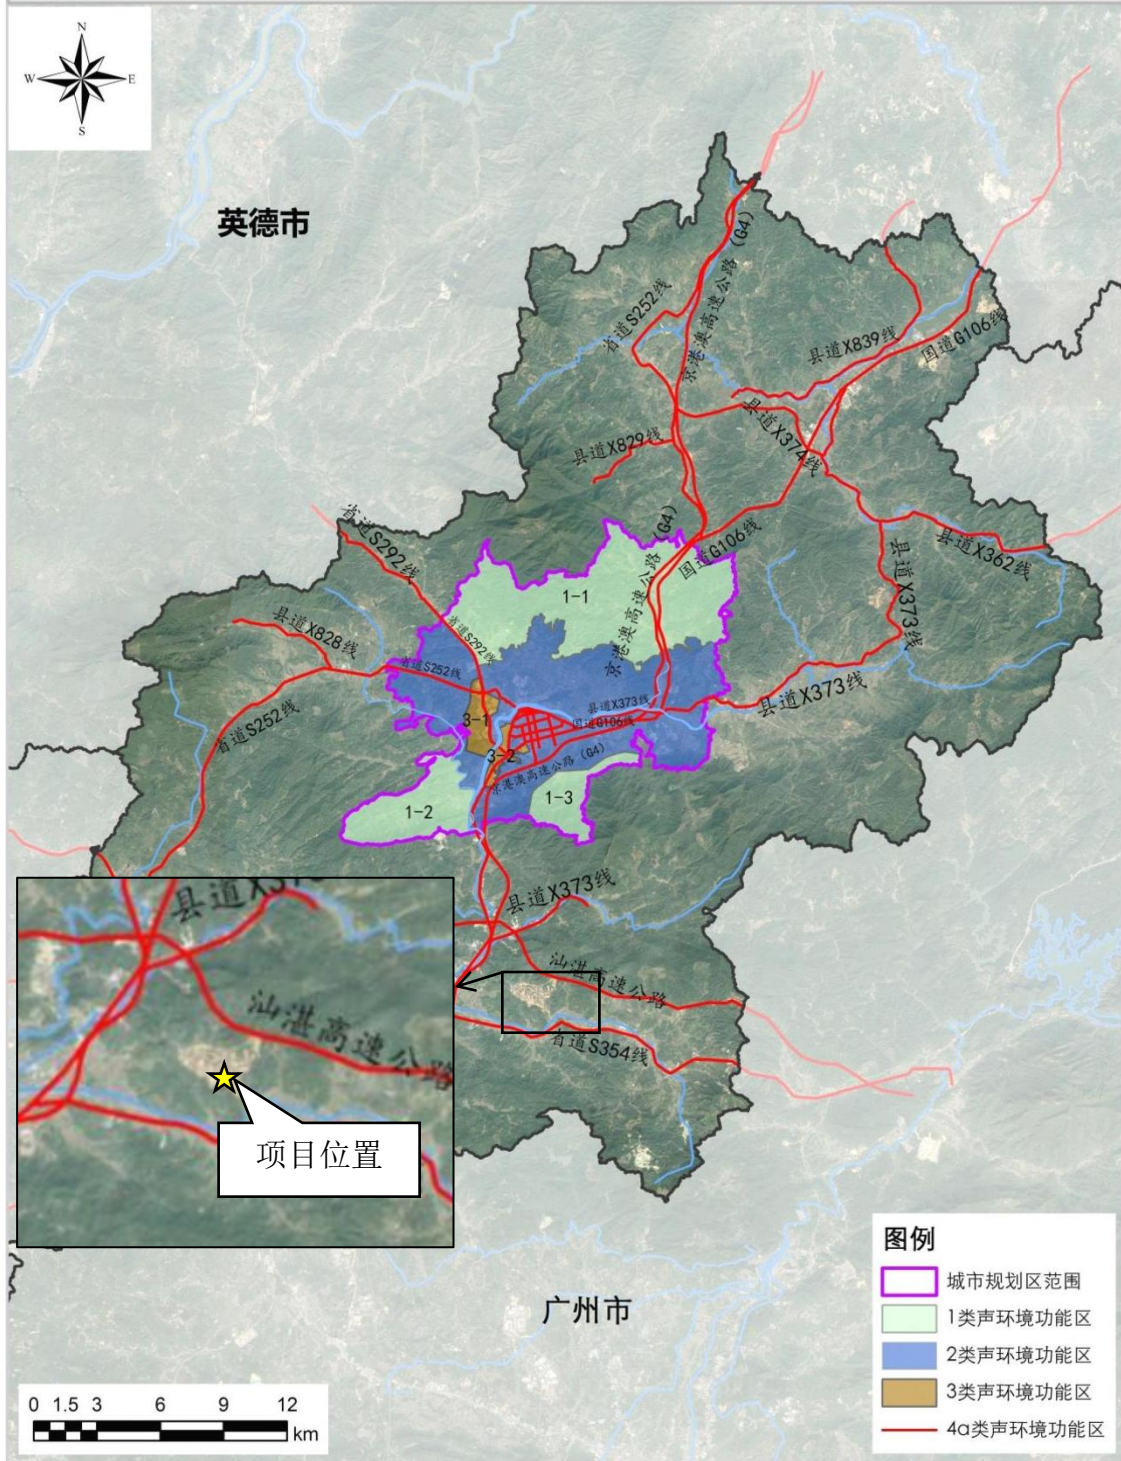 N
W
E
S
英德市
京港澳高速公路（G4）
省道S252线
县道X839线
国道G106线
县道X374线
县道X829线
省道S292线
京港澳高速公路（G4）
国道G106线
县道X362线
县道X373线
1-1
县道X828线
省道S292线
省道S252线
省道S252线
县道X373线
县道X373线
3-1
国道G106线
3-2
京港澳高速公路（G4）
1-2
1-3
县道X373线
汕湛高速公路
省道S354线
汕湛高速公路
项目位置
广州市
图例
城市规划区范围
1类声环境功能区
2类声环境功能区
3类声环境功能区
4a类声环境功能区
0 1.5 3 6 9 12
km